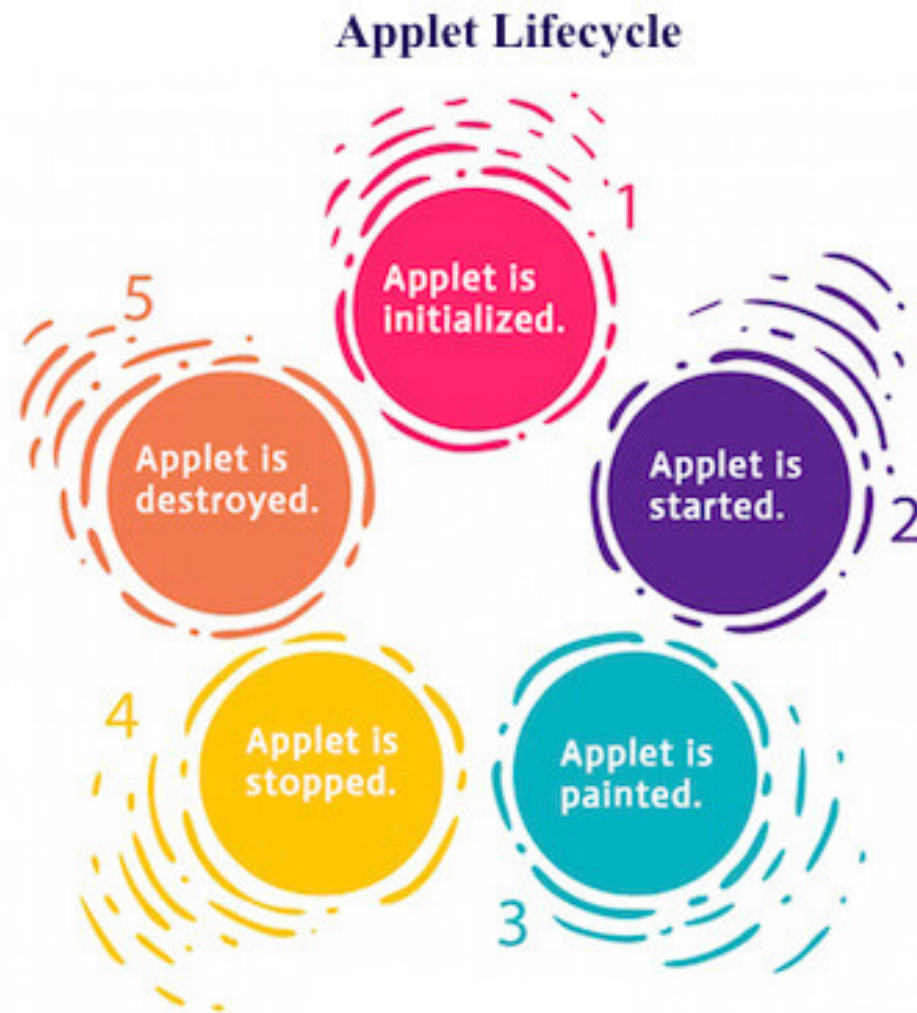 Applet Lifecycle
1
Applet is
initialized.
2
Applet is
started.
3
Applet is
painted.
4
Applet is
stopped.
5
Applet is
destroyed.